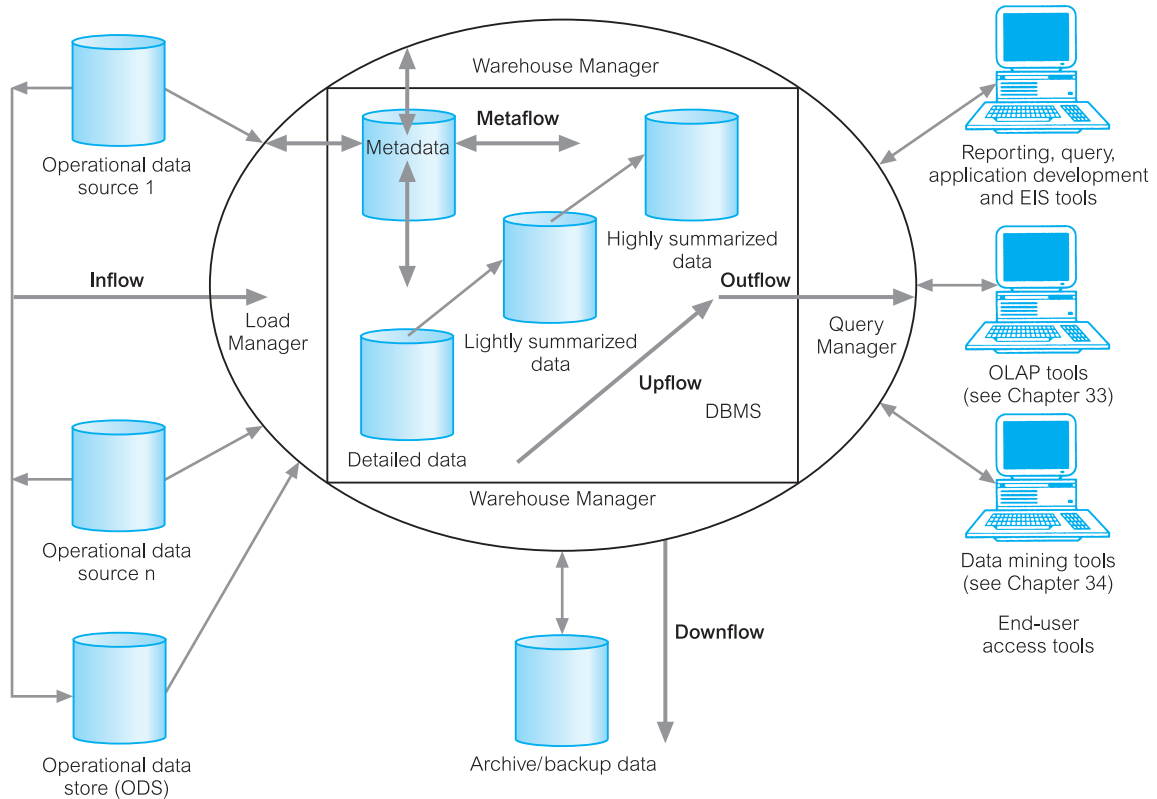 Warehouse Manager
Metaflow
Metadata
Operational data
source 1
Reporting, query,
application development
and EIS tools
Highly summarized
data
Inflow
Outflow
Load
Manager
Lightly summarized
data
Query
Manager
Upflow
DBMS
OLAP tools
(see Chapter 33)
Detailed data
Warehouse Manager
Operational data
source n
Data mining tools
(see Chapter 34)
Downflow
End-user
access tools
Operational data
store (ODS)
Archive/backup data